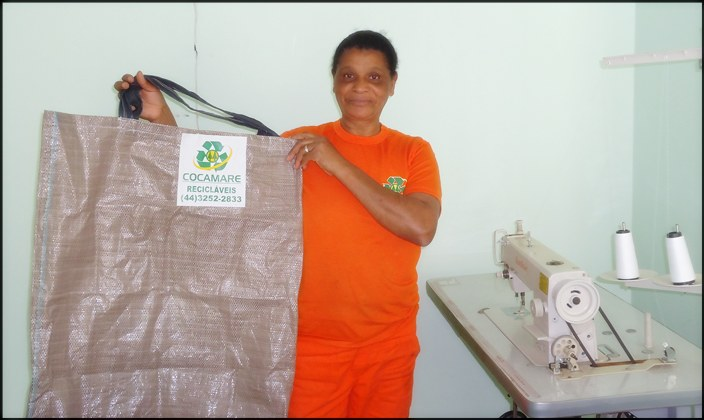 COCAMARE
RECICLÁVEIS
(44)3252-2833